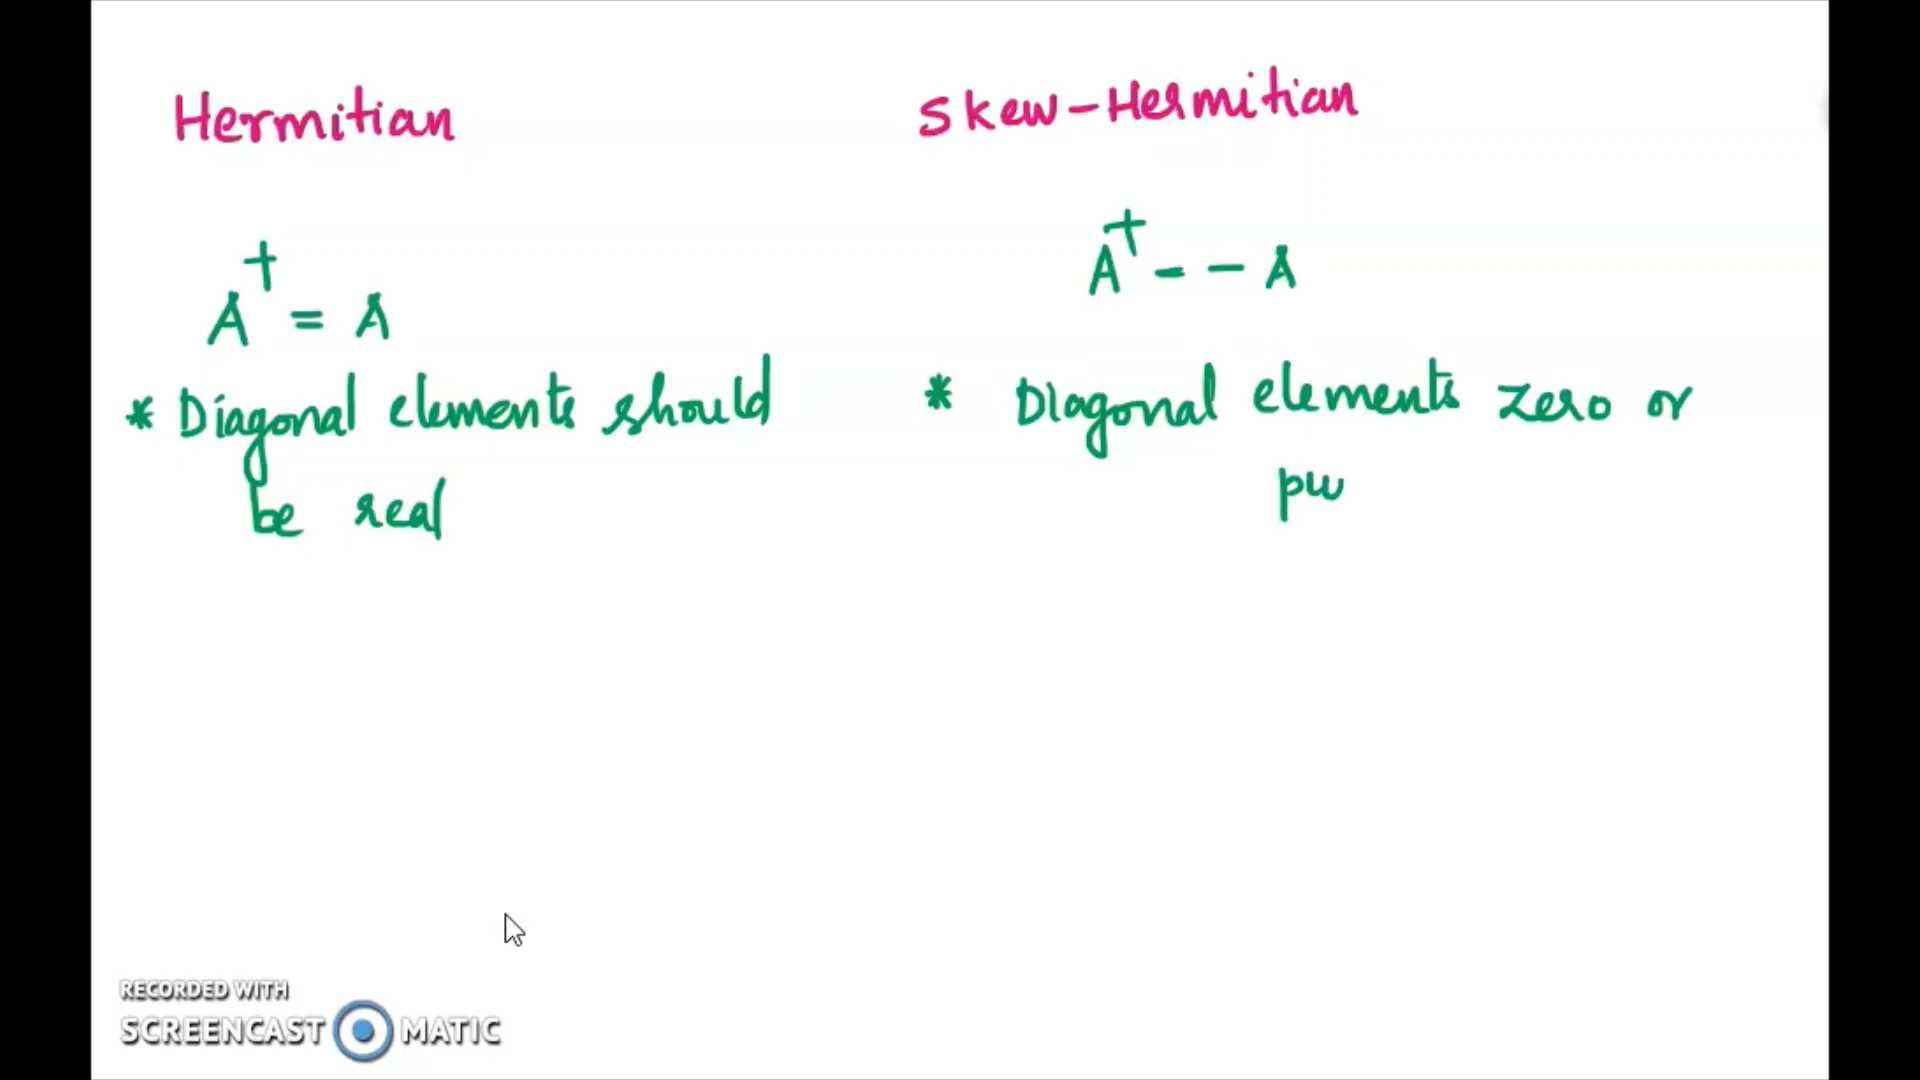 Hermitian
Skew-Hermitian
A† = A
A† - - A
* Diagonal elements should
be real
* Diagonal elements zero or
pu
RECORDED WITH
SCREENCAST MATIC